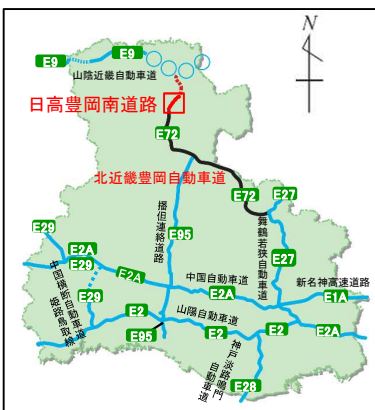 N
E9
E9
山陰近畿自動車道
日高豊岡南道路
E72
北近畿豊岡自動車道
E72
E27
舞鶴若狭自動車道
播但連絡道路
E29
E95
E2A
E29
中国横断自動車道
姫路鳥取線
E2A
中国自動車道
E27
新名神高速道路
E29
E2A
E1A
E2
山陽自動車道
E95
E2
E2
E2A
神戸淡路鳴門
自動車道
E28